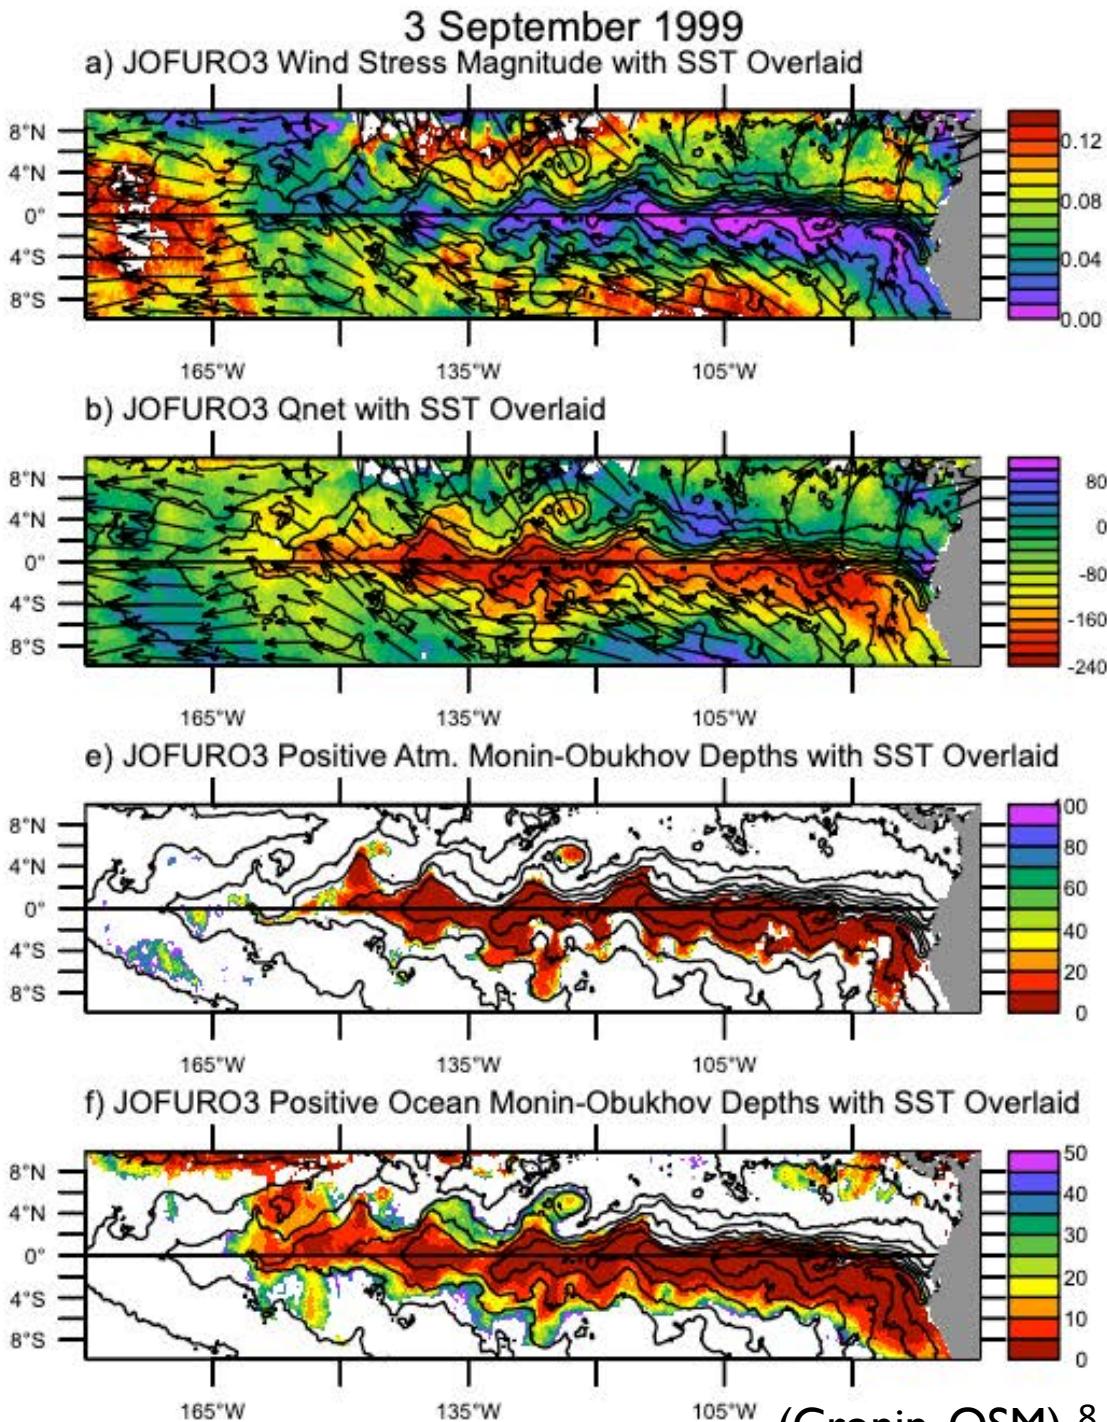 3 September 1999
a) JOFURO3 Wind Stress Magnitude with SST Overlaid
8°N
4°N
0°
4°S
8°S
0.12
0.08
0.04
0.00
165°W 135°W 105°W
b) JOFURO3 Qnet with SST Overlaid
8°N
4°N
0°
4°S
8°S
80
0
-80
-160
-240
165°W 135°W 105°W
e) JOFURO3 Positive Atm. Monin-Obukhov Depths with SST Overlaid
8°N
4°N
0°
4°S
8°S
100
80
60
40
20
0
165°W 135°W 105°W
f) JOFURO3 Positive Ocean Monin-Obukhov Depths with SST Overlaid
8°N
4°N
0°
4°S
8°S
50
40
30
20
10
0
165°W 135°W 105°W
(Cronin, OSM) 8